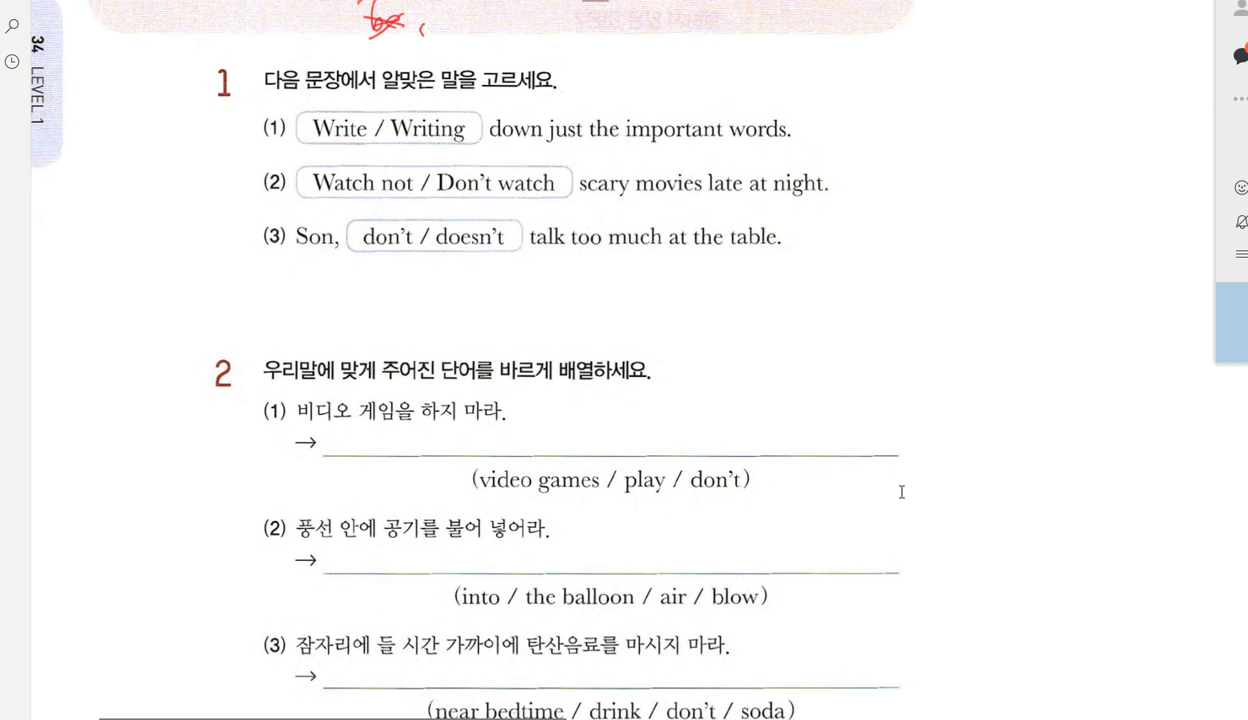 34 LEVEL 1
be,
1 다음 문장에서 알맞은 말을 고르세요.
(1) Write / Writing down just the important words.
(2) Watch not / Don't watch scary movies late at night.
(3) Son, don't / doesn't talk too much at the table.
2 우리말에 맞게 주어진 단어를 바르게 배열하세요.
(1) 비디오 게임을 하지 마라.
→
(video games / play / don't)
(2) 풍선 안에 공기를 불어 넣어라.
→
(into / the balloon / air / blow)
(3) 잠자리에 들 시간 가까이에 탄산음료를 마시지 마라.
→
(near bedtime / drink / don't / soda)